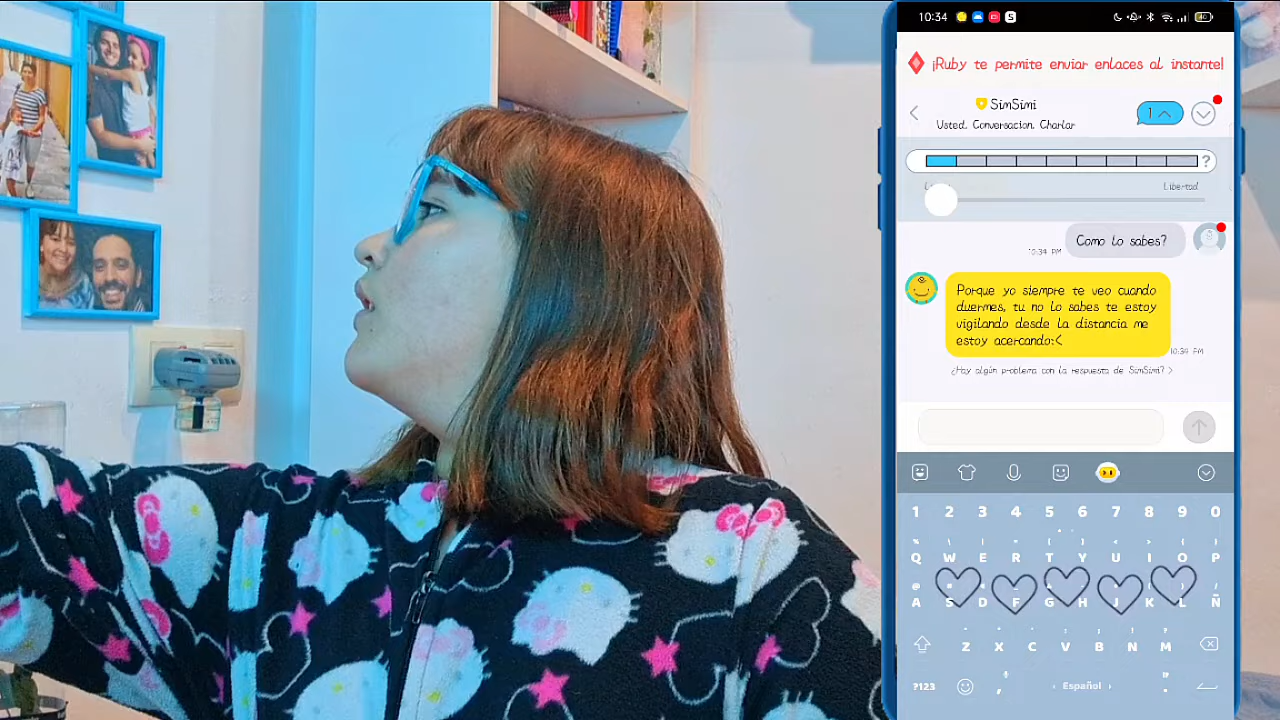 10:34
¡Ruby te permite enviar enlaces al instante!
SimSimi
Usted. Conversacion. Charlar
1
?
Libertad
Como lo sabes?
10:34 PM
Porque yo siempre te veo cuando
duermes, tu no lo sabes te estoy
vigilando desde la distancia me
estoy acercando:<
10:34 PM
¿Hay algún problema con la respuesta de SimSimi? >
1 2 3 4 5 6 7 8 9 0
Q W E R T Y U I O P
A S D F G H J K L Ñ
Z X C V B N M
?123
, Español .